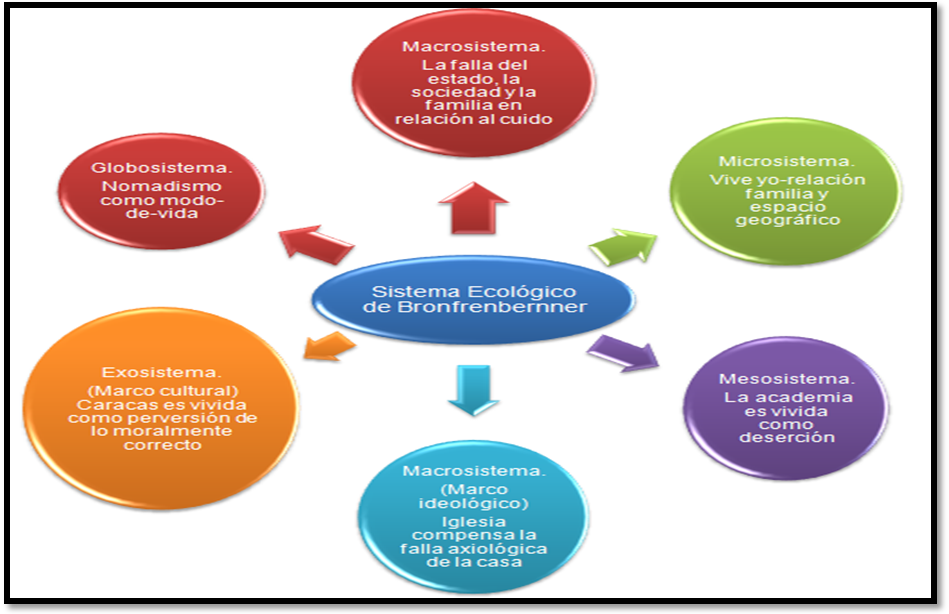 Macrosistema.
La falla del
estado, la
sociedad y la
familia en
relación al cuido
Globosistema.
Nomadismo
como modo-
de-vida
Microsistema.
Vive yo-relación
familia y
espacio
geográfico
Sistema Ecológico
de Bronfrenbernner
Exosistema.
(Marco cultural)
Caracas es vivida
como perversión de
lo moralmente
correcto
Mesosistema.
La academia
es vivida
como
deserción
Macrosistema.
(Marco
ideológico)
Iglesia
compensa la
falla axiológica
de la casa